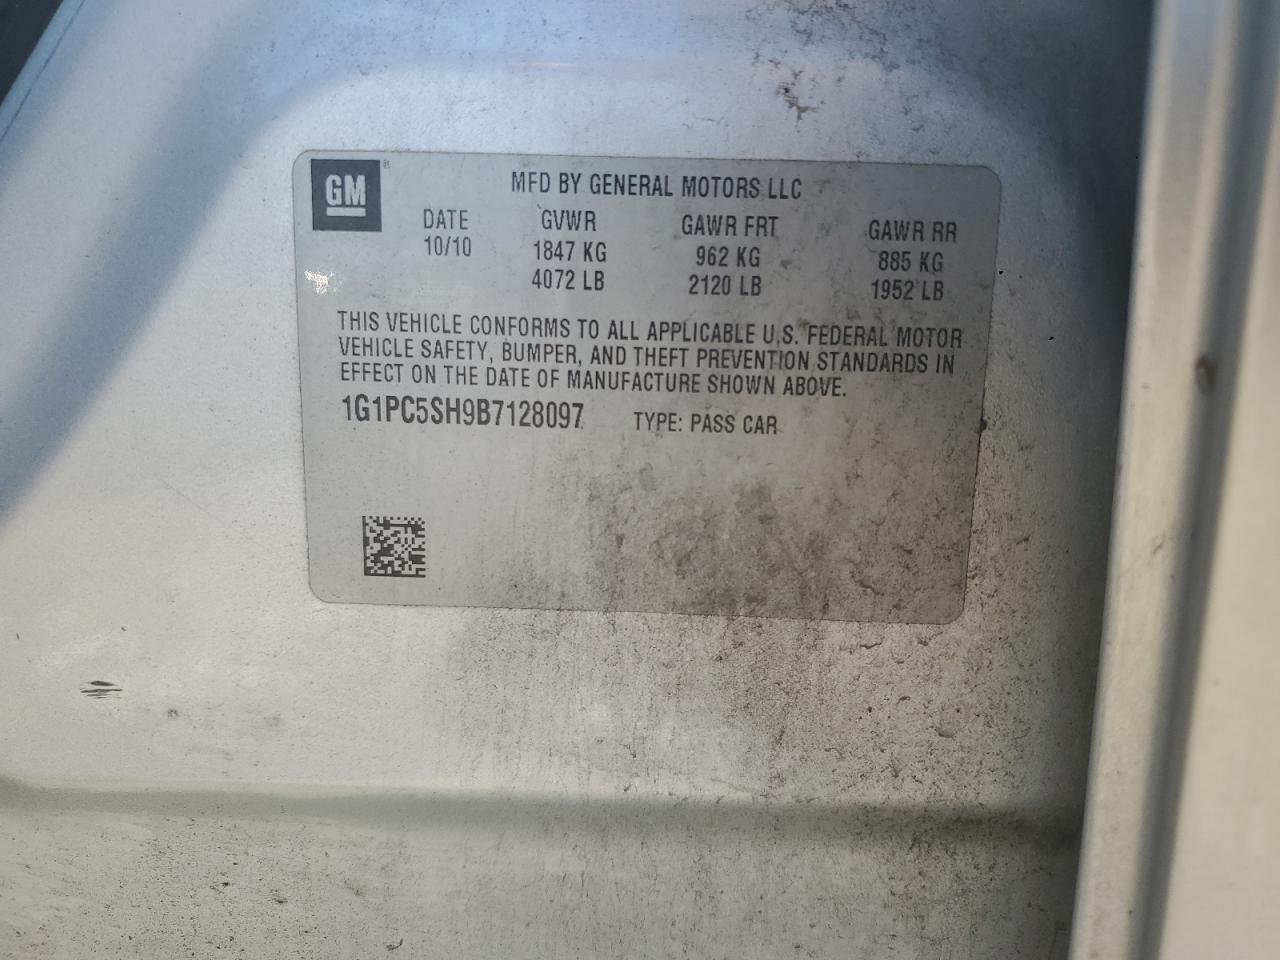 GM®
MFD BY GENERAL MOTORS LLC
DATE GVWR GAWR FRT GAWR RR
10/10 1847 KG 962 KG 885 KG
4072 LB 2120 LB 1952 LB
THIS VEHICLE CONFORMS TO ALL APPLICABLE U.S. FEDERAL MOTOR
VEHICLE SAFETY, BUMPER, AND THEFT PREVENTION STANDARDS IN
EFFECT ON THE DATE OF MANUFACTURE SHOWN ABOVE.
1G1PC5SH9B7128097 TYPE: PASS CAR